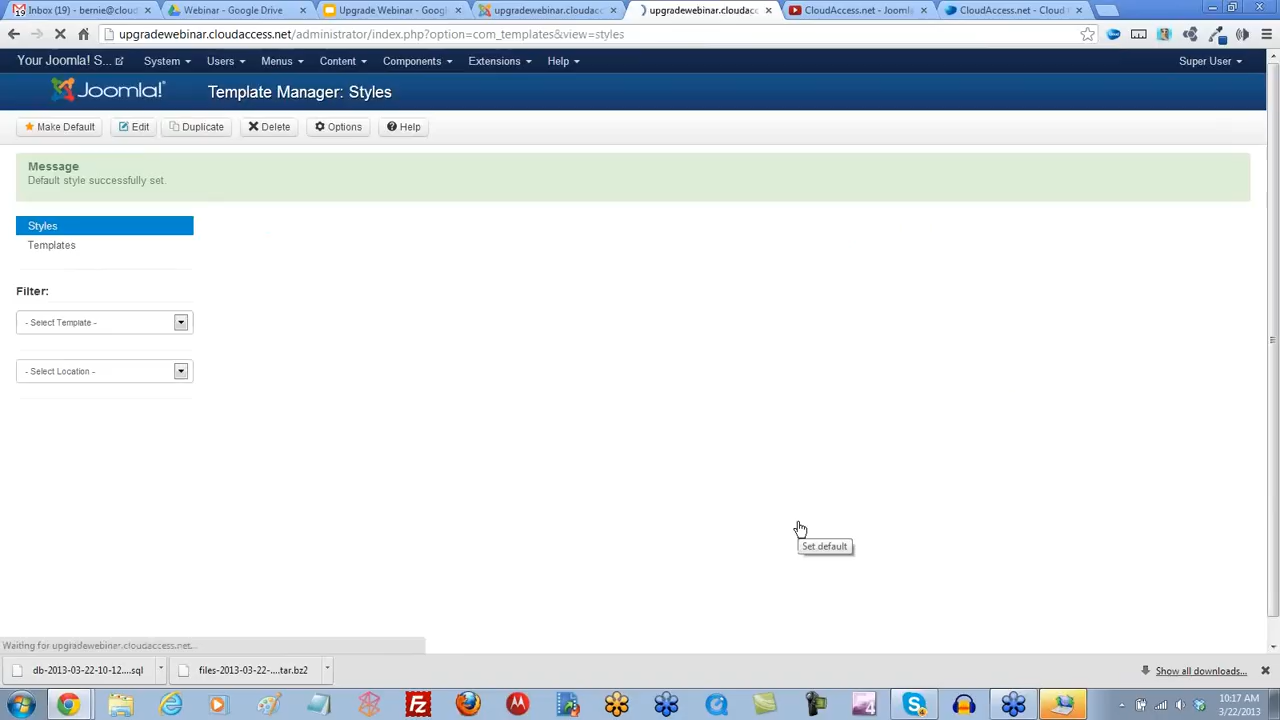 Inbox (19) - bernie@cloud
Webinar - Google Drive
Upgrade Webinar - Goog
upgradewebinar.cloudacc
upgradewebinar.cloudacc
CloudAccess.net - Jooml
CloudAccess.net - Cloud
upgradewebinar.cloudaccess.net/administrator/index.php?option=com_templates&view=styles
Your Joomla! S... System Users Menus Content Components Extensions Help Super User
Joomla! Template Manager: Styles
Make Default Edit Duplicate Delete Options Help
Message
Default style successfully set.
Styles
Templates
Filter:
- Select Template -
- Select Location -
Set default
Waiting for upgradewebinar.cloudaccess.net...
db-2013-03-22-10-12....sql files-2013-03-22-....tar.bz2 Show all downloads...
10:17 AM
3/22/2013